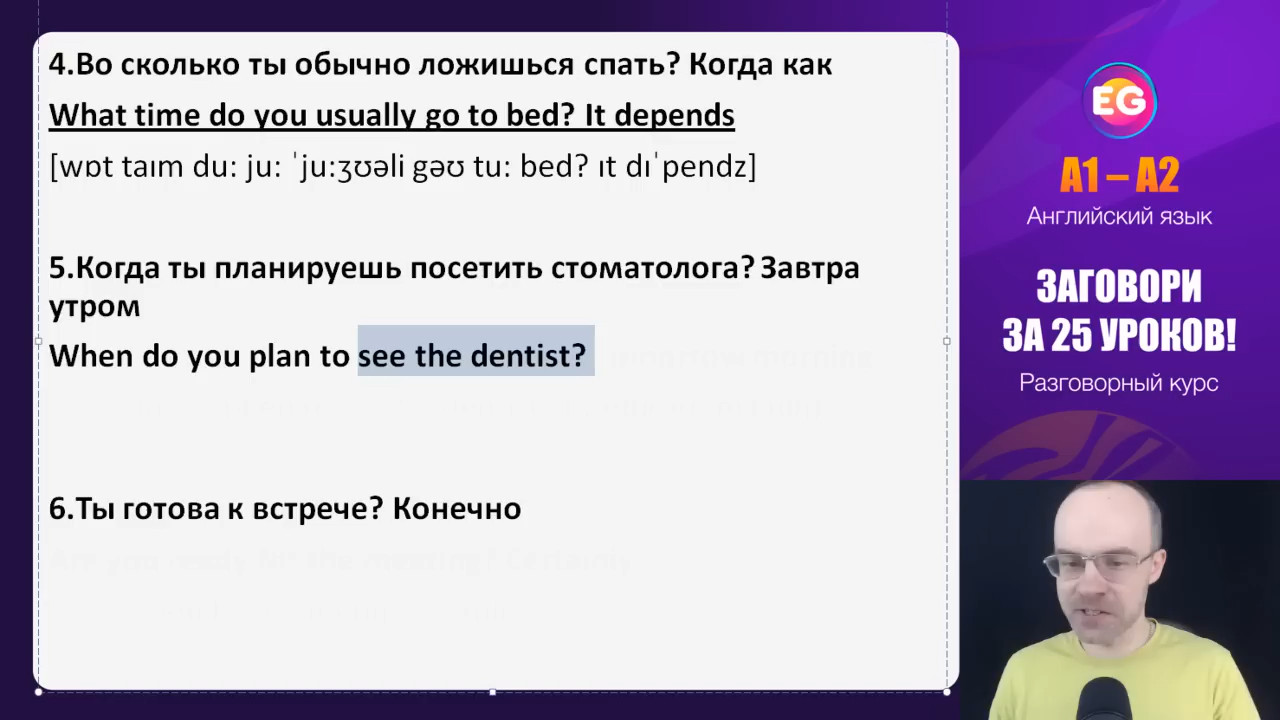 4.Во сколько ты обычно ложишься спать? Когда как
What time do you usually go to bed? It depends
[wɒt taɪm du: ju: ˈju:ʒʊəli gəʊ tu: bed? ɪt dɪˈpendz]
5.Когда ты планируешь посетить стоматолога? Завтра
утром
When do you plan to see the dentist?
6.Ты готова к встрече? Конечно
EG
A1 – A2
Английский язык
ЗАГОВОРИ
ЗА 25 УРОКОВ!
Разговорный курс